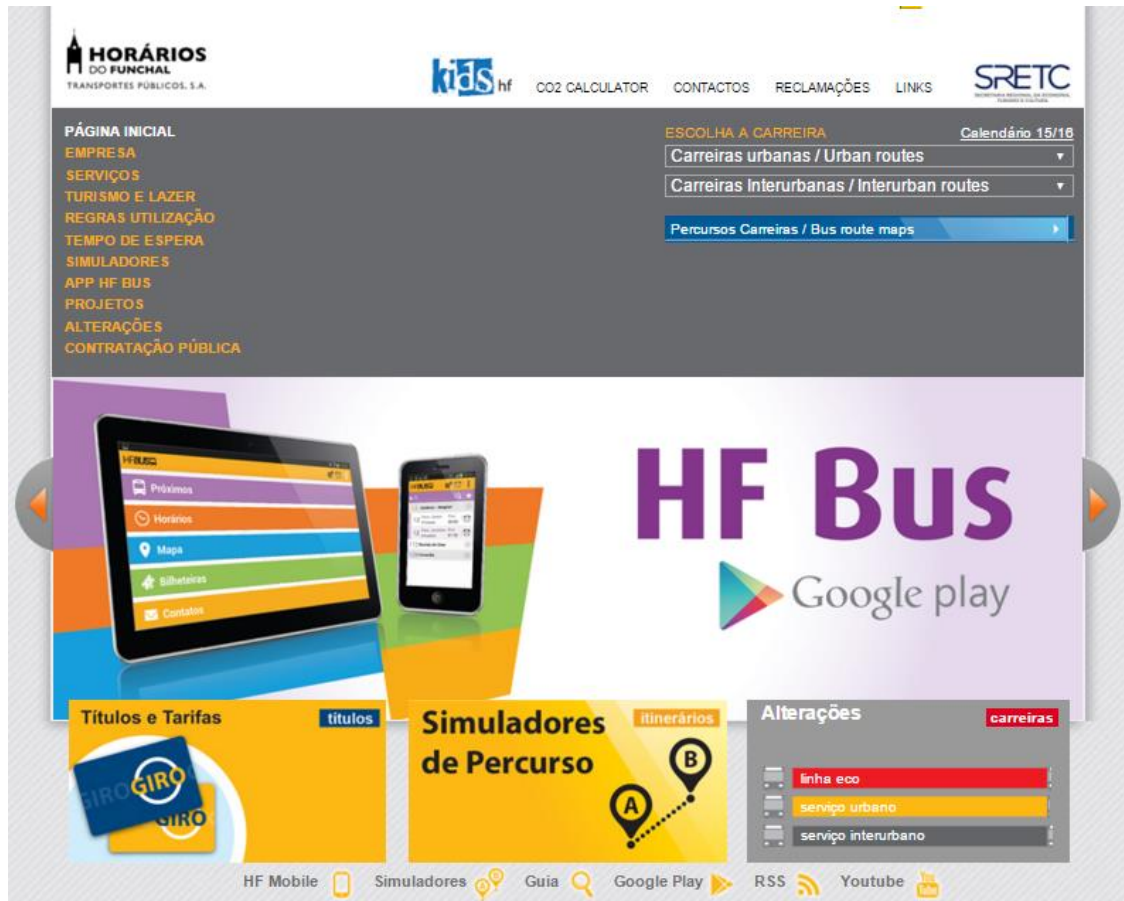 HORÁRIOS
DO FUNCHAL
TRANSPORTES PÚBLICOS, S.A.
kids hf
CO2 CALCULATOR
CONTACTOS
RECLAMAÇÕES
LINKS
SRETC
PÁGINA INICIAL
EMPRESA
SERVIÇOS
TURISMO E LAZER
REGRAS UTILIZAÇÃO
TEMPO DE ESPERA
SIMULADORES
APP HF BUS
PROJETOS
ALTERAÇÕES
CONTRATAÇÃO PÚBLICA
ESCOLHA A CARREIRA
Calendário 15/16
Carreiras urbanas / Urban routes
Carreiras Interurbanas / Interurban routes
Percursos Carreiras / Bus route maps
HFBUS
Próximos
Horários
Mapa
Bilheteiras
Contatos
HF Bus
Google play
Títulos e Tarifas
títulos
GIRO
GIRO
GIRO
Simuladores
de Percurso
itinerários
A
B
Alterações
carreiras
linha eco
serviço urbano
serviço interurbano
HF Mobile
Simuladores
Guia
Google Play
RSS
Youtube